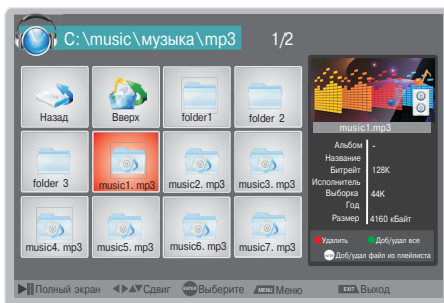 C:\music\музыка\mp3 1/2
Назад Вверх folder1 folder 2
folder 3 music1. mp3 music2. mp3 music3. mp3
music4. mp3 music5. mp3 music6. mp3 music7. mp3
music1.mp3
Альбом -
Название
Битрейт 128K
Исполнитель
Выборка 44K
Год
Размер 4160 кБайт
Удалить Доб/удал все
ENTER Доб/удал файл из плейлиста
Полный экран Сдвиг ENTER Выберите MENU Меню EXIT Выход